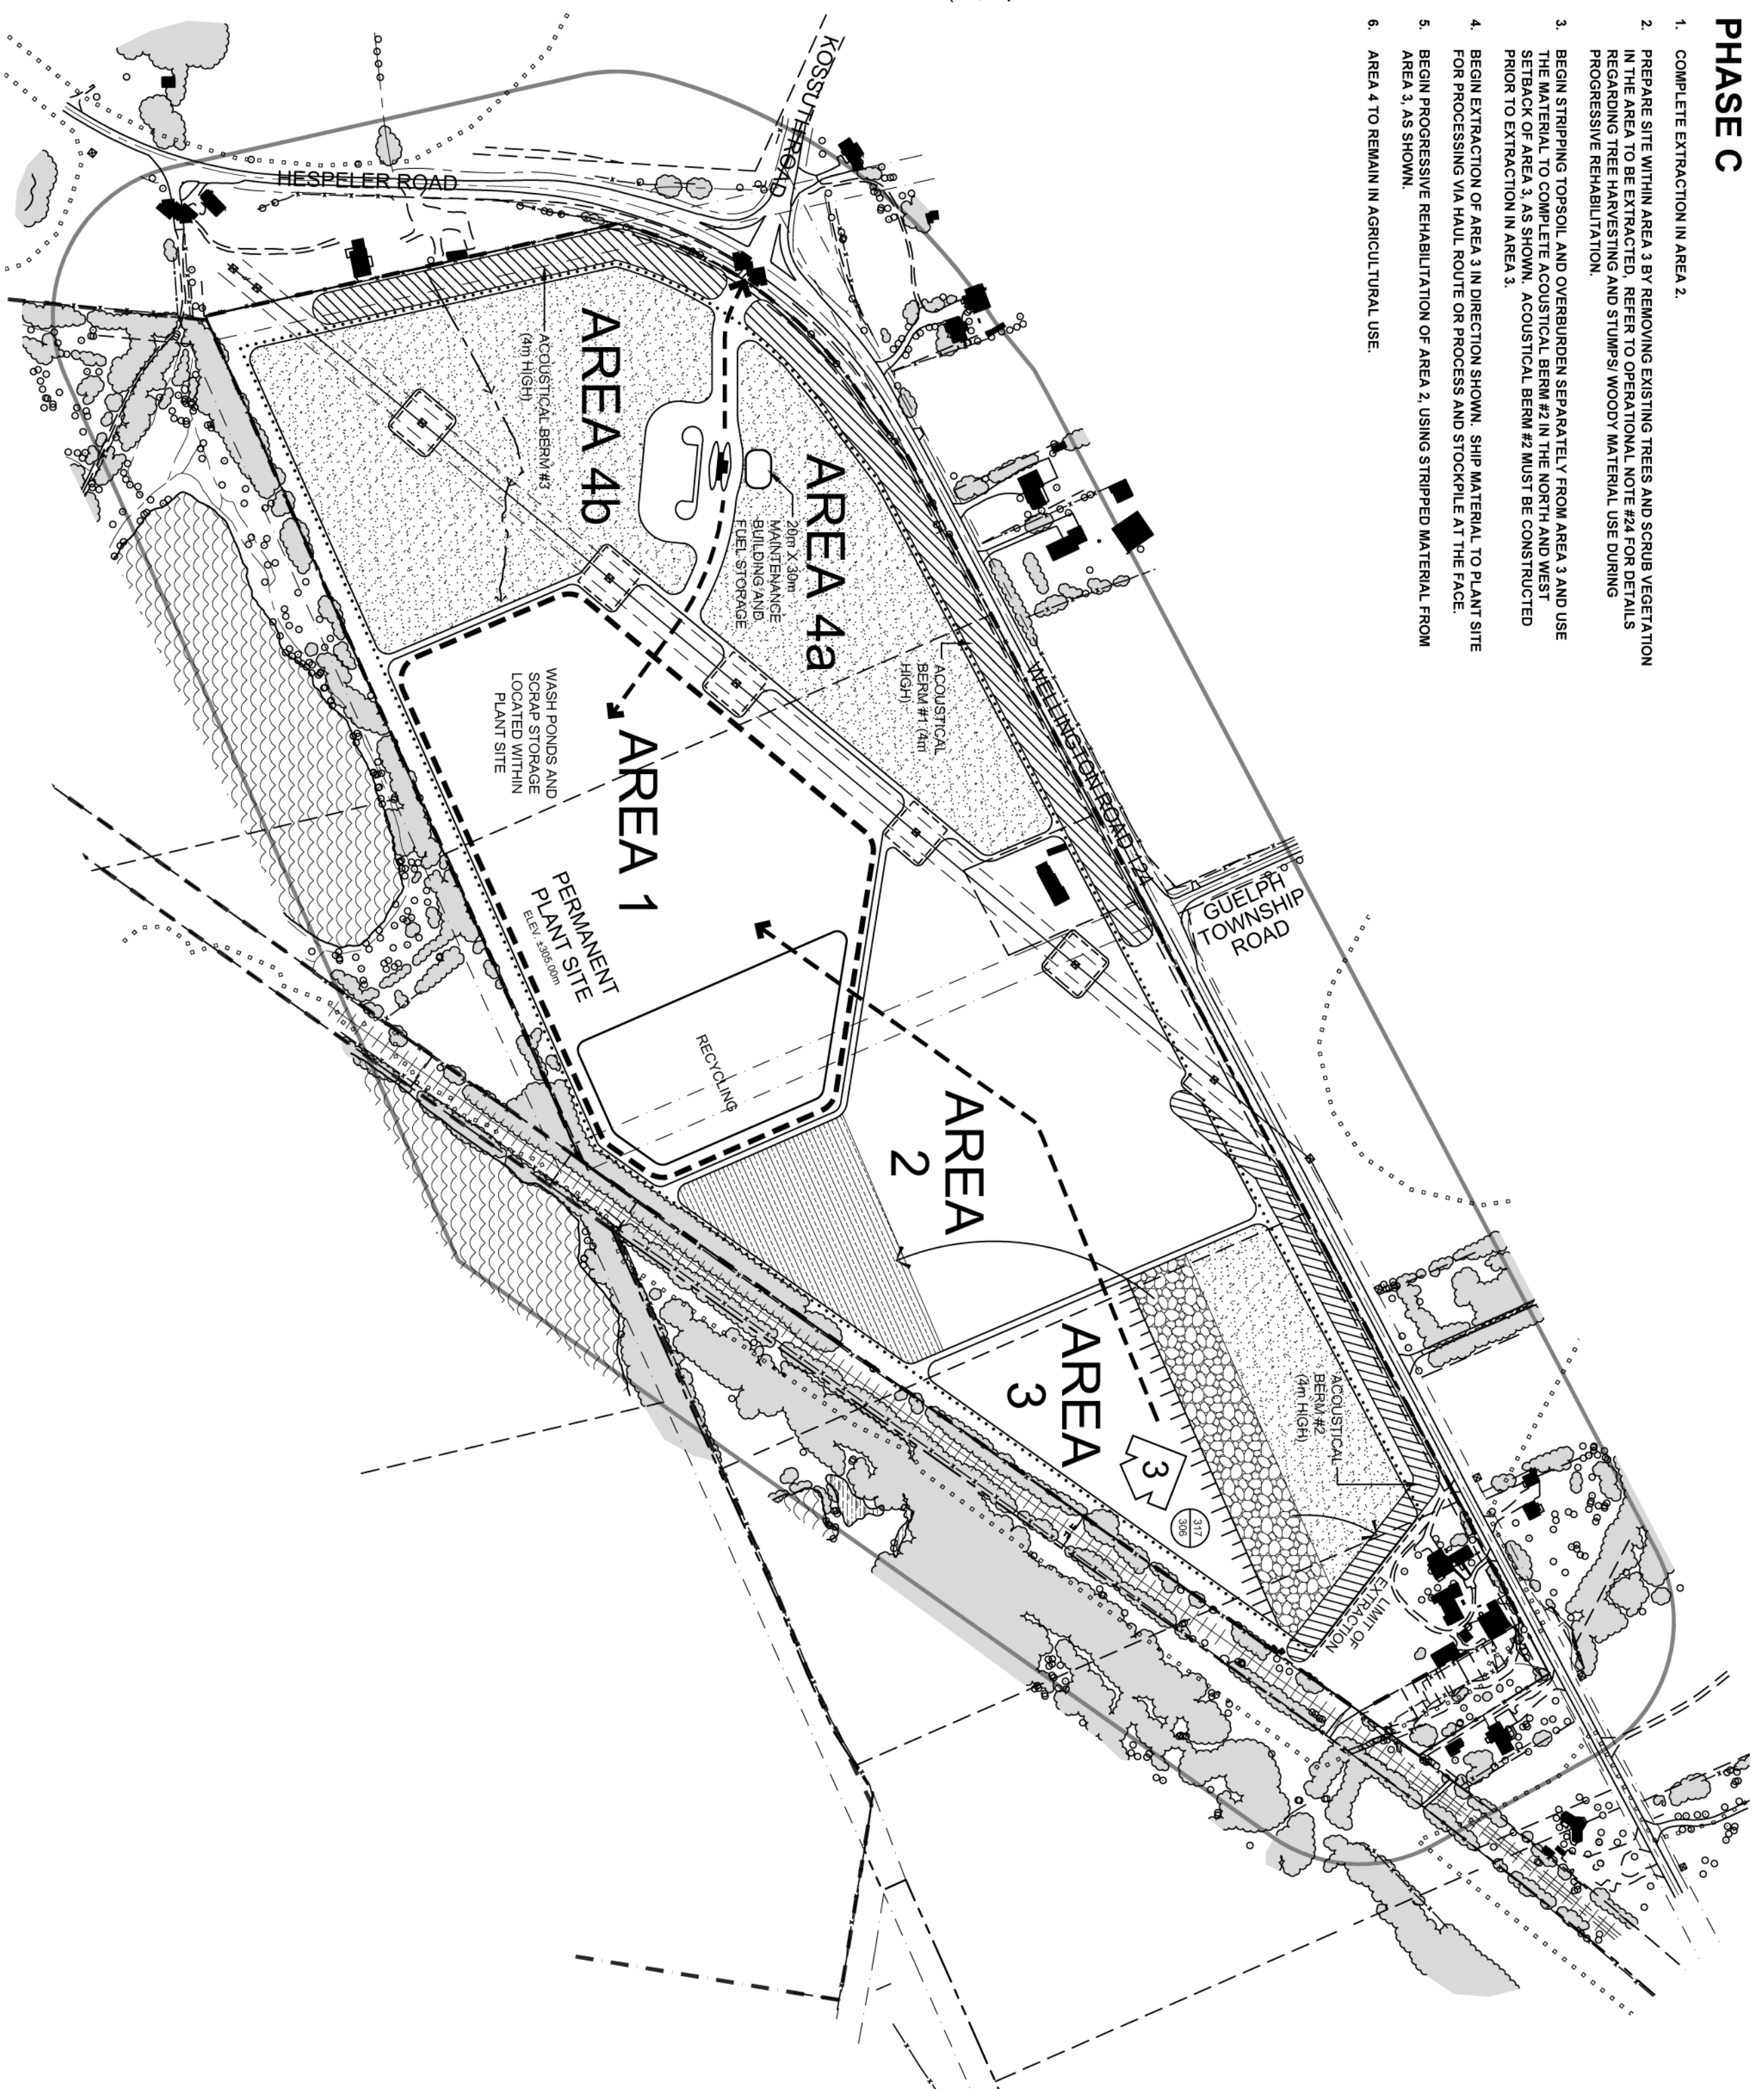 PHASE C
1. COMPLETE EXTRACTION IN AREA 2.
2. PREPARE SITE WITHIN AREA 3 BY REMOVING EXISTING TREES AND SCRUB VEGETATION
IN THE AREA TO BE EXTRACTED, REFER TO OPERATIONAL NOTE #24 FOR DETAILS
REGARDING TREE HARVESTING AND STUMPS/ WOODY MATERIAL USE DURING
PROGRESSIVE REHABILITATION.
3. BEGIN STRIPPING TOPSOIL AND OVERBURDEN SEPARATELY FROM AREA 3 AND USE
THE MATERIAL TO COMPLETE ACOUSTICAL BERM #2 IN THE NORTH AND WEST
SETBACK OF AREA 3, AS SHOWN. ACOUSTICAL BERM #2 MUST BE CONSTRUCTED
PRIOR TO EXTRACTION IN AREA 3.
4. BEGIN EXTRACTION OF AREA 3 IN DIRECTION SHOWN. SHIP MATERIAL TO PLANT SITE
FOR PROCESSING VIA HAUL ROUTE OR PROCESS AND STOCKPILE AT THE FACE.
5. BEGIN PROGRESSIVE REHABILITATION OF AREA 2, USING STRIPPED MATERIAL FROM
AREA 3, AS SHOWN.
6. AREA 4 TO REMAIN IN AGRICULTURAL USE.
KOSSUTH ROAD
HESPELER ROAD
WELLINGTON ROAD 124
GUELPH
TOWNSHIP
ROAD
AREA 4b
ACOUSTICAL BERM #3
(4m HIGH)
AREA 4a
20m X 30m
MAINTENANCE
BUILDING AND
FUEL STORAGE
ACOUSTICAL
BERM #1 (4m
HIGH)
AREA 1
WASH PONDS AND
SCRAP STORAGE
LOCATED WITHIN
PLANT SITE
PERMANENT
PLANT SITE
ELEV. ±305.00m
RECYCLING
AREA
2
AREA
3
3
317
306
ACOUSTICAL
BERM #2
(4m HIGH)
LIMIT OF
EXTRACTION